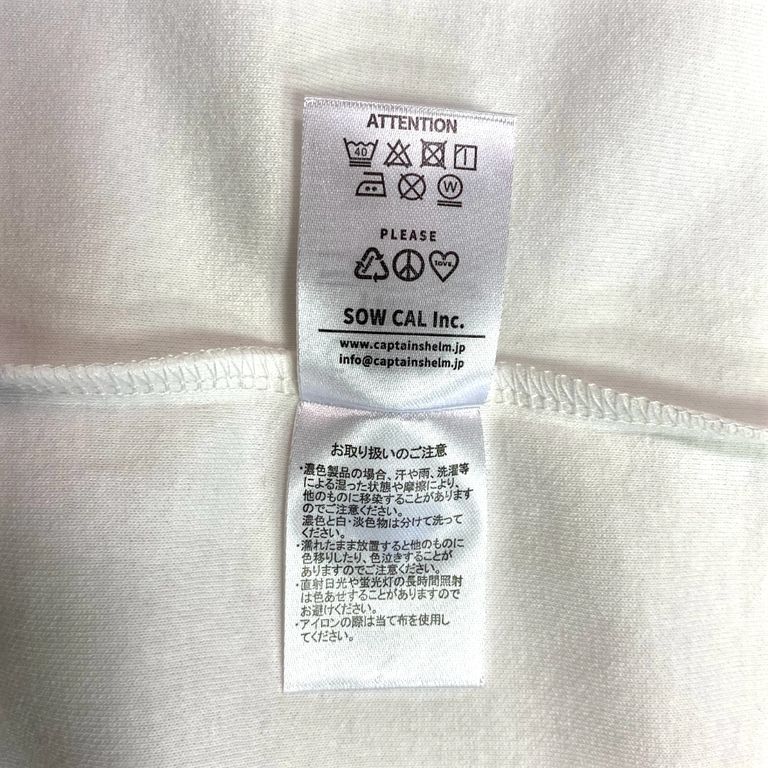 ATTENTION
40
W
PLEASE
love.
SOW CAL Inc.
www.captainshelm.jp
info@captainshelm.jp
お取り扱いのご注意
・濃色製品の場合、汗や雨、洗濯等
による湿った状態や摩擦により、
他のものに移染することがあります
のでご注意ください。
濃色と白・淡色物は分けて洗って
ください。
・濡れたまま放置すると他のものに
色移りしたり、色泣きすることが
ありますのでご注意ください。
・直射日光や蛍光灯の長時間照射
は色あせすることがありますので
お避けください。
・アイロンの際は当て布を使用し
てください。